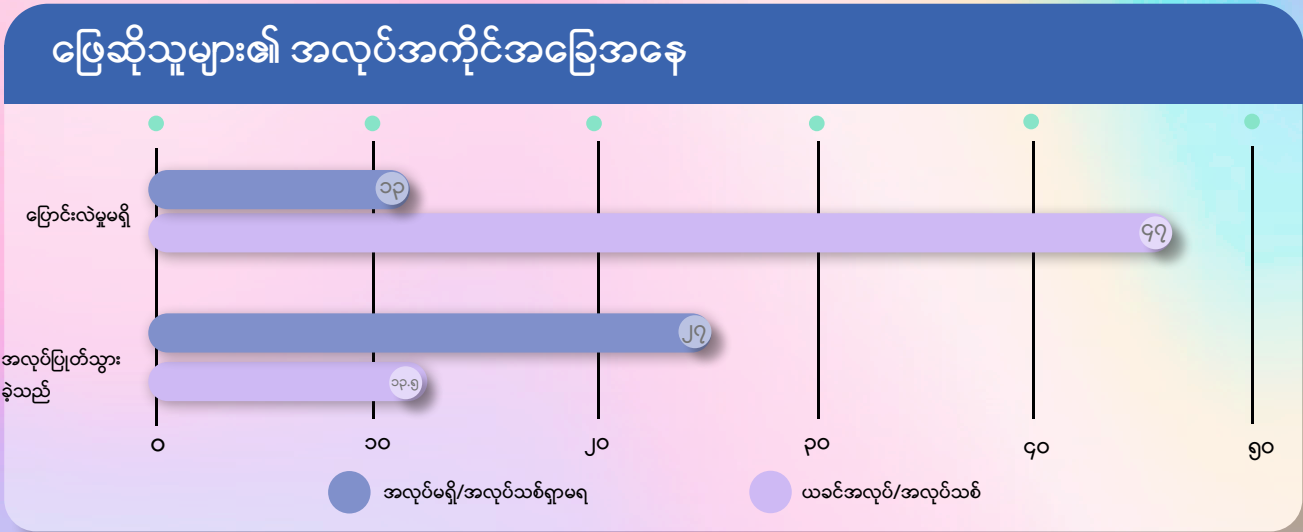 ဖြေဆိုသူများ၏ အလုပ်အကိုင်အခြေအနေ
ပြောင်းလဲမှုမရှိ
၁၃
၄၇
အလုပ်ပြုတ်သွား
ခဲ့သည်
၂၇
၁၃.၅
၀ ၁၀ ၂၀ ၃၀ ၄၀ ၅၀
အလုပ်မရှိ/အလုပ်သစ်ရှာမရ ယခင်အလုပ်/အလုပ်သစ်